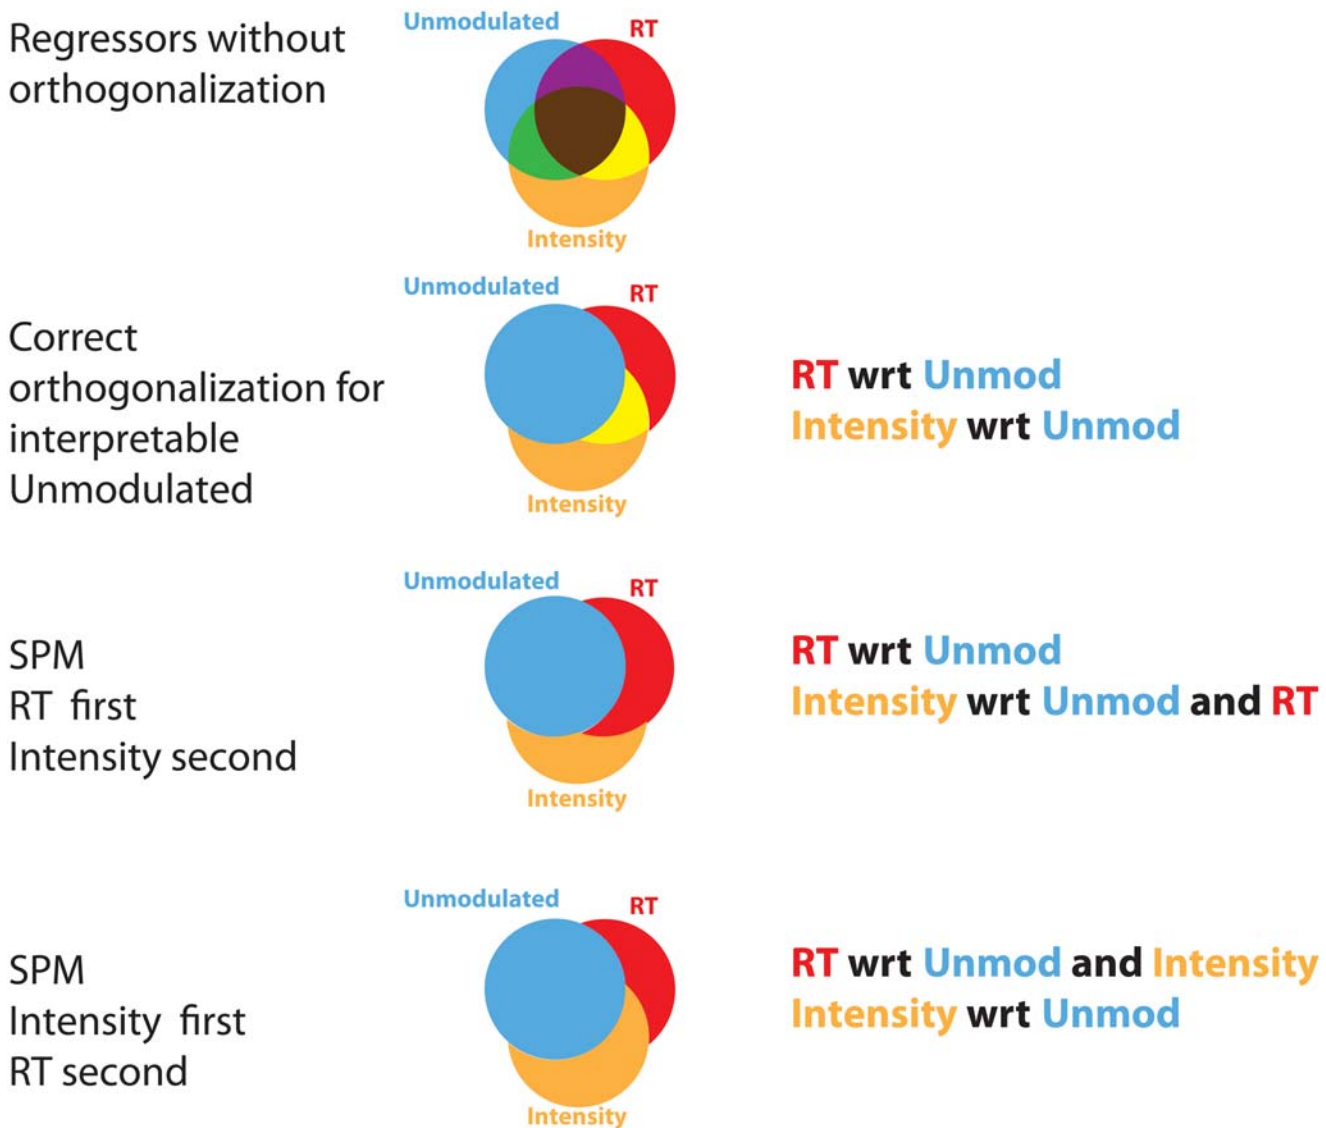 Regressors without
orthogonalization
Unmodulated
RT
Intensity
Correct
orthogonalization for
interpretable
Unmodulated
Unmodulated
RT
Intensity
RT wrt Unmod
Intensity wrt Unmod
SPM
RT first
Intensity second
Unmodulated
RT
Intensity
RT wrt Unmod
Intensity wrt Unmod and RT
SPM
Intensity first
RT second
Unmodulated
RT
Intensity
RT wrt Unmod and Intensity
Intensity wrt Unmod